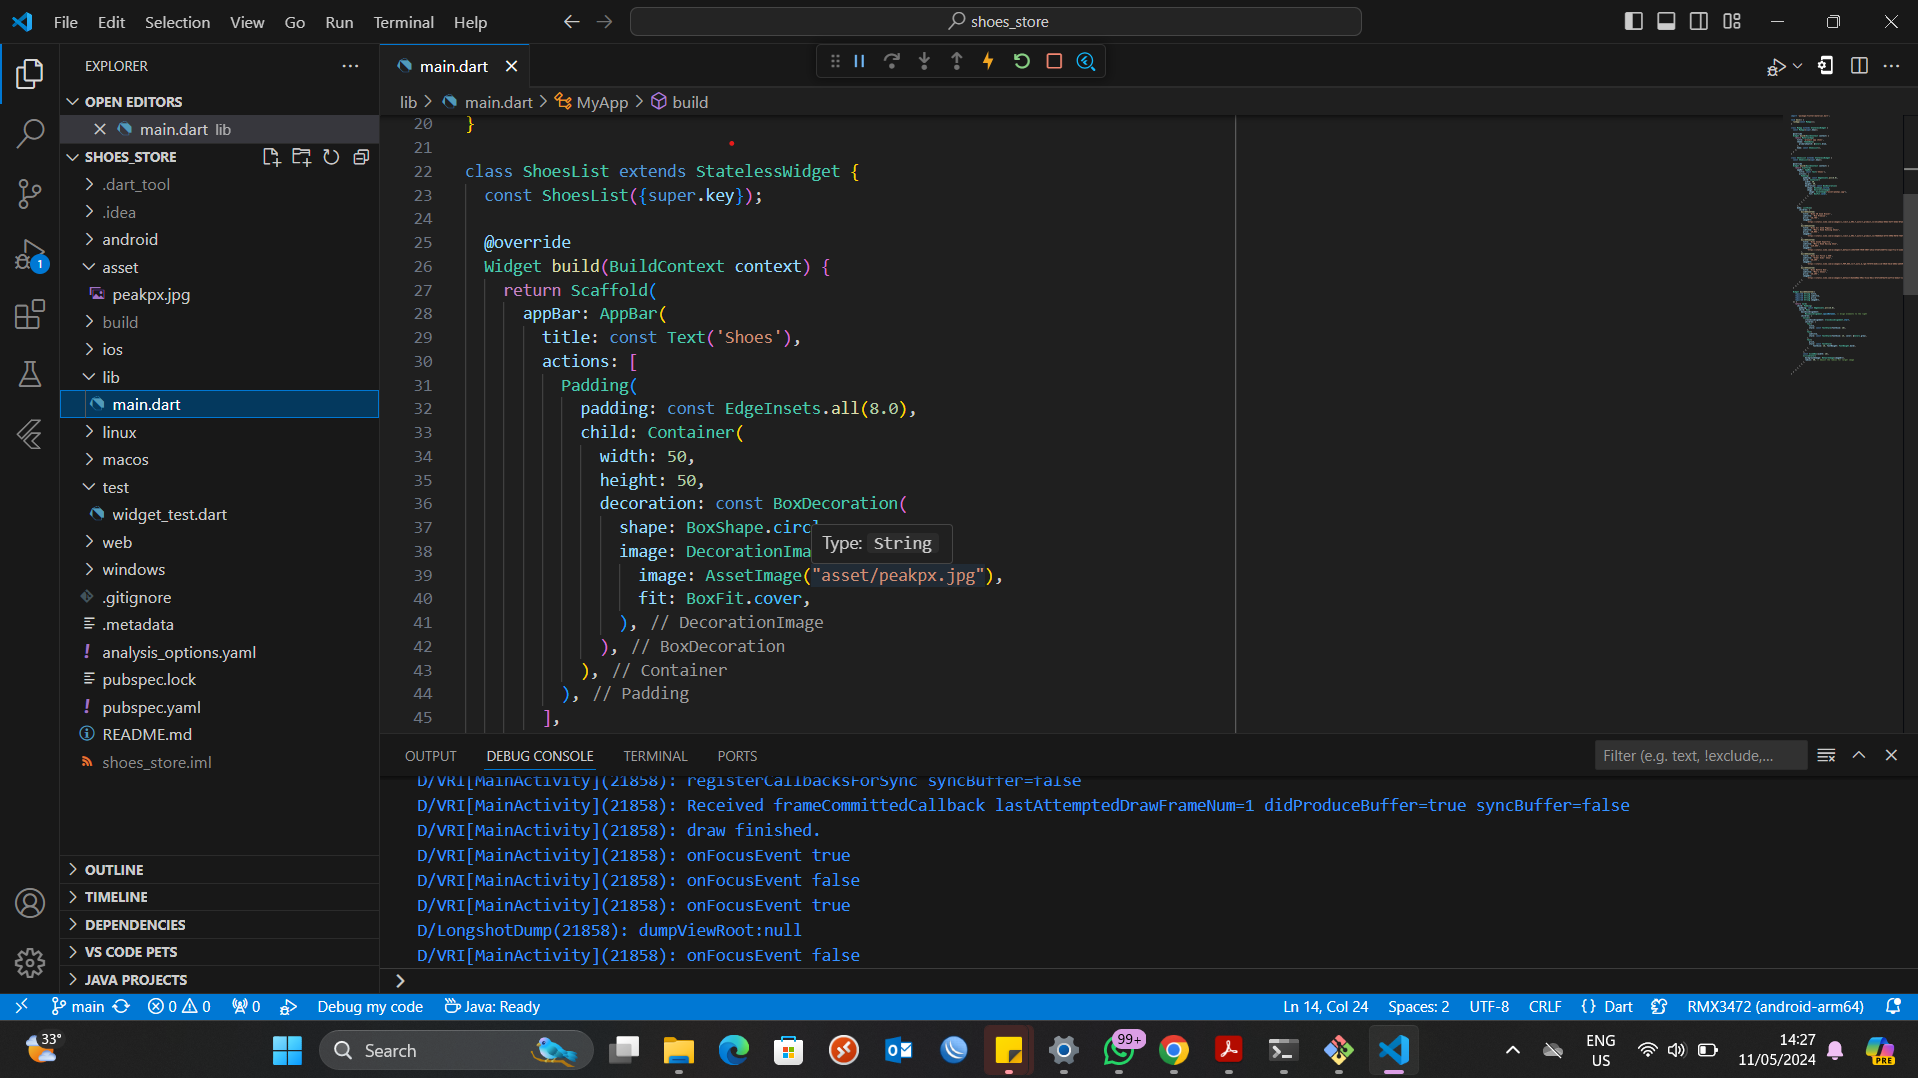 File Edit Selection View Go Run Terminal Help
shoes_store
EXPLORER
OPEN EDITORS
main.dart lib
SHOES_STORE
.dart_tool
.idea
android
asset
peakpx.jpg
build
ios
lib
main.dart
linux
macos
test
widget_test.dart
web
windows
.gitignore
.metadata
analysis_options.yaml
pubspec.lock
pubspec.yaml
README.md
shoes_store.iml
OUTLINE
TIMELINE
DEPENDENCIES
VS CODE PETS
JAVA PROJECTS
1
main.dart
lib > main.dart > MyApp > build
20 }
21
22 class ShoesList extends StatelessWidget {
23 const ShoesList({super.key});
24
25 @override
26 Widget build(BuildContext context) {
27 return Scaffold(
28 appBar: AppBar(
29 title: const Text('Shoes'),
30 actions: [
31 Padding(
32 padding: const EdgeInsets.all(8.0),
33 child: Container(
34 width: 50,
35 height: 50,
36 decoration: const BoxDecoration(
37 shape: BoxShape.circl
38 image: DecorationIma
Type: String
39 image: AssetImage("asset/peakpx.jpg"),
40 fit: BoxFit.cover,
41 ), // DecorationImage
42 ), // BoxDecoration
43 ), // Container
44 ), // Padding
45 ],
OUTPUT DEBUG CONSOLE TERMINAL PORTS
Filter (e.g. text, !exclude,...
D/VRI[MainActivity](21858): registerCallbacksForSync syncBuffer=false
D/VRI[MainActivity](21858): Received frameCommittedCallback lastAttemptedDrawFrameNum=1 didProduceBuffer=true syncBuffer=false
D/VRI[MainActivity](21858): draw finished.
D/VRI[MainActivity](21858): onFocusEvent true
D/VRI[MainActivity](21858): onFocusEvent false
D/VRI[MainActivity](21858): onFocusEvent true
D/LongshotDump(21858): dumpViewRoot:null
D/VRI[MainActivity](21858): onFocusEvent false
main 0 0 0 Debug my code Java: Ready
Ln 14, Col 24 Spaces: 2 UTF-8 CRLF {} Dart RMX3472 (android-arm64)
33°
Search
99+
ENG
US
14:27
11/05/2024
PRE